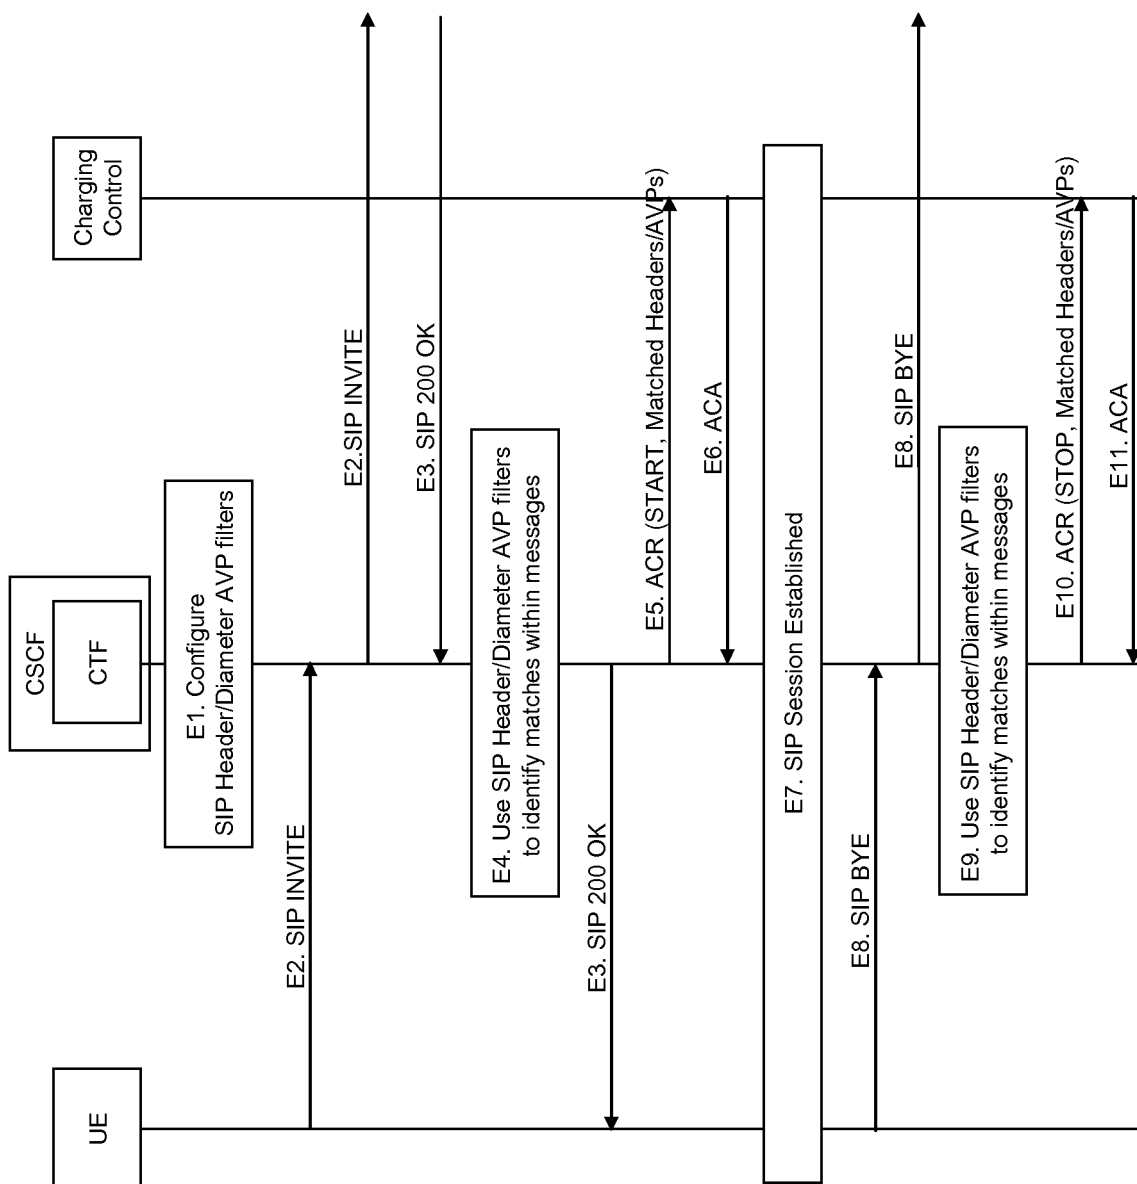 UE
CSCF
CTF
Charging
Control
E1. Configure
SIP Header/Diameter AVP filters
E2. SIP INVITE
E2.SIP INVITE
E3. SIP 200 OK
E4. Use SIP Header/Diameter AVP filters
to identify matches within messages
E3. SIP 200 OK
E5. ACR (START, Matched Headers/AVPs)
E6. ACA
E7. SIP Session Established
E8. SIP BYE
E8. SIP BYE
E9. Use SIP Header/Diameter AVP filters
to identify matches within messages
E10. ACR (STOP, Matched Headers/AVPs)
E11. ACA